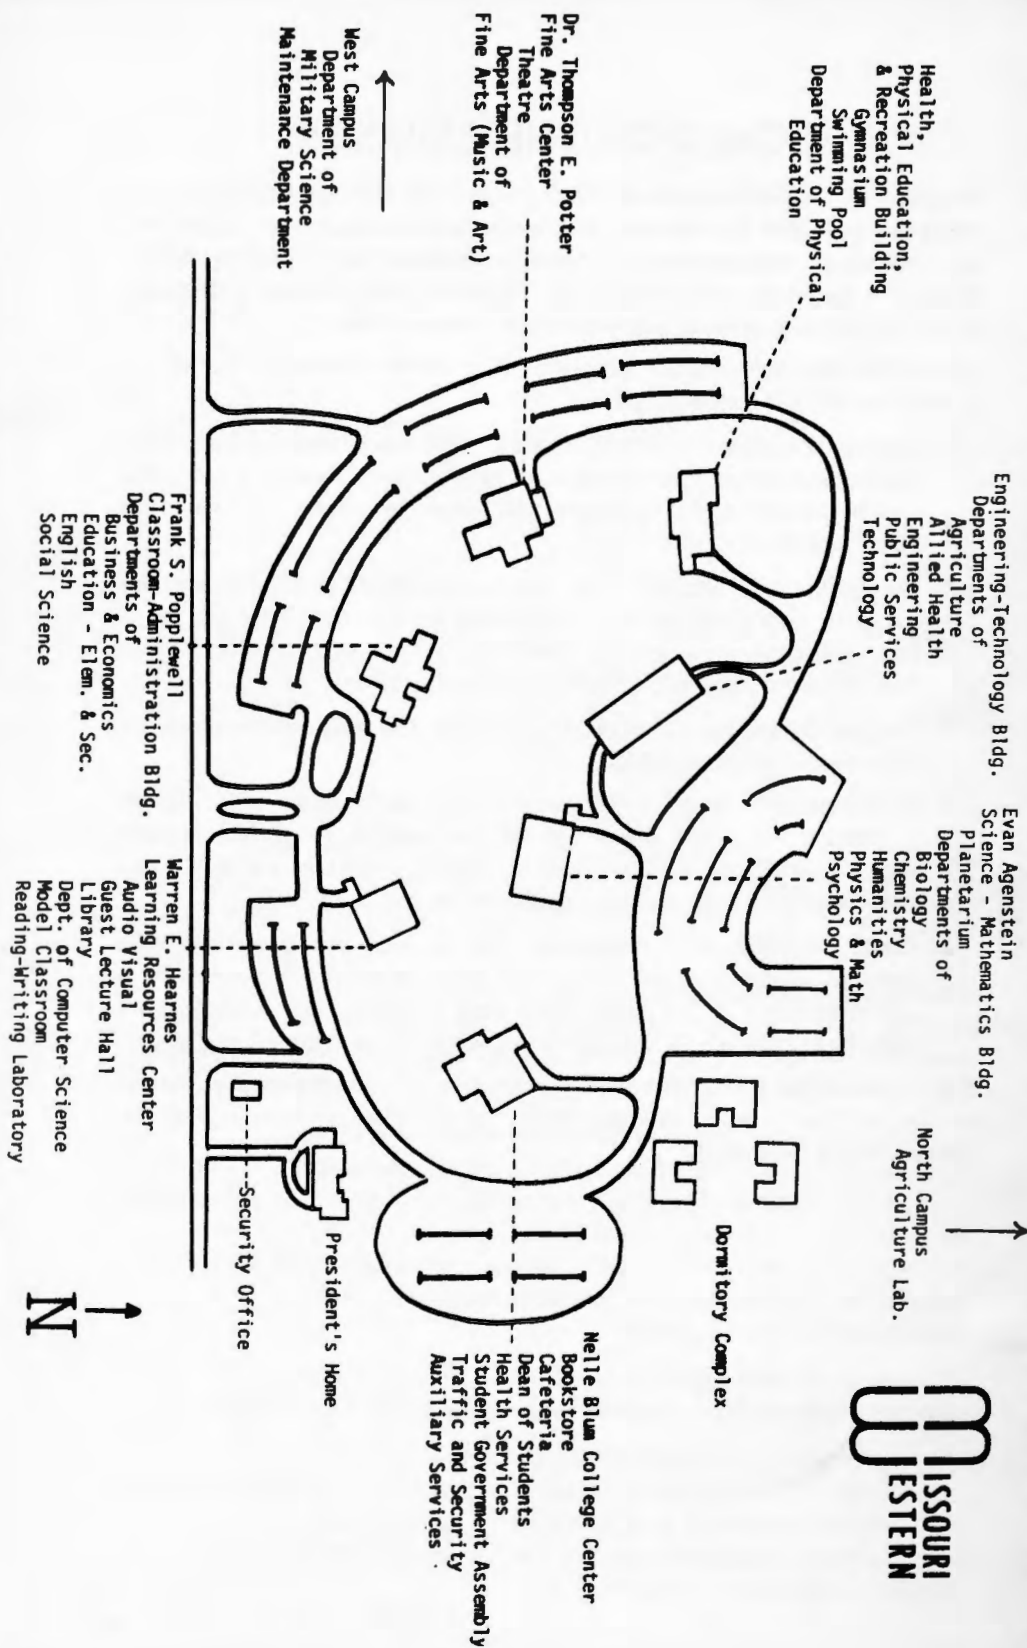 Health,
Physical Education,
& Recreation Building
Gymnasium
Swimming Pool
Department of Physical
Education
Dr. Thompson E. Potter
Fine Arts Center
Theatre
Department of
Fine Arts (Music & Art)
West Campus
Department of
Military Science
Maintenance Department
Engineering-Technology Bldg.
Departments of
Agriculture
Allied Health
Engineering
Public Services
Technology
Frank S. Popplewell
Classroom-Administration Bldg.
Departments of
Business & Economics
Education - Elem. & Sec.
English
Social Science
Evan Agenstein
Science - Mathematics Bldg.
Planetarium
Departments of
Biology
Chemistry
Humanities
Physics & Math
Psychology
Warren E. Hearnes
Learning Resources Center
Audio Visual
Guest Lecture Hall
Library
Dept. of Computer Science
Model Classroom
Reading-Writing Laboratory
North Campus
Agriculture Lab.
Dormitory Complex
President's Home
Security Office
Nelle Blum College Center
Bookstore
Cafeteria
Dean of Students
Health Services
Student Government Assembly
Traffic and Security
Auxiliary Services
N
MISSOURI
WESTERN